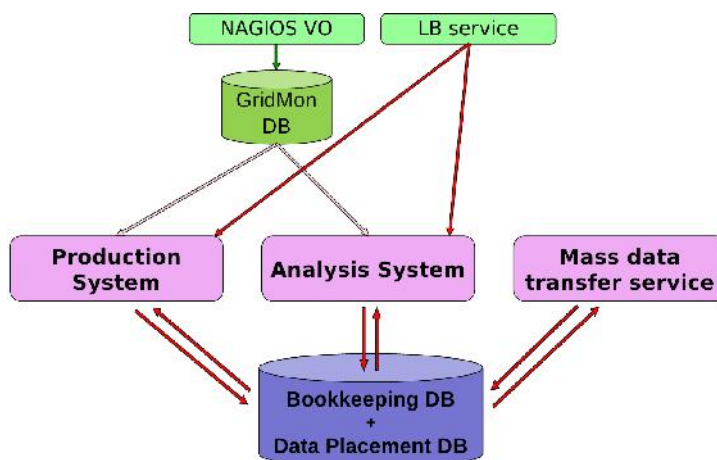 NAGIOS VO
LB service
GridMon
DB
Production
System
Analysis System
Mass data
transfer service
Bookkeeping DB
+
Data Placement DB